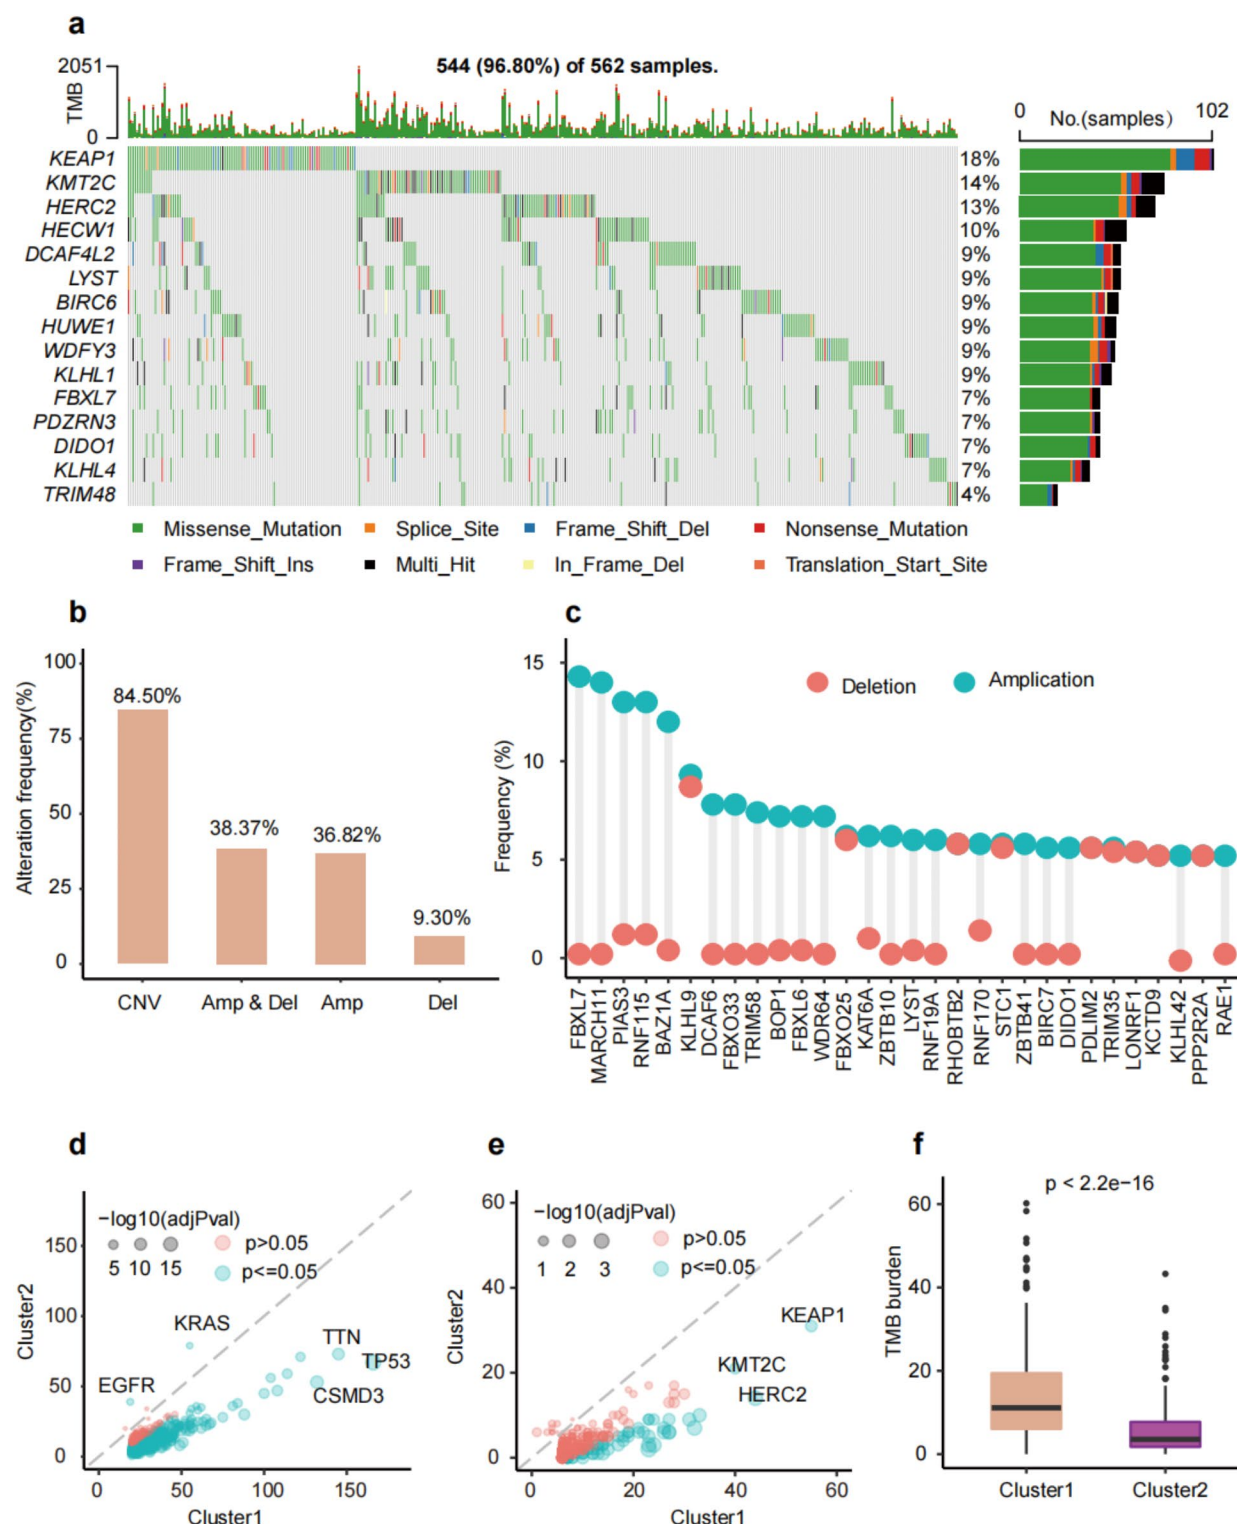 a
544 (96.80%) of 562 samples.
2051
TMB
0
0 102
No.(samples)
KEAP1 18%
KMT2C 14%
HERC2 13%
HECW1 10%
DCAF4L2 9%
LYST 9%
BIRC6 9%
HUWE1 9%
WDFY3 9%
KLHL1 9%
FBXL7 7%
PDZRN3 7%
DIDO1 7%
KLHL4 7%
TRIM48 4%
Missense_Mutation Splice_Site Frame_Shift_Del Nonsense_Mutation
Frame_Shift_Ins Multi_Hit In_Frame_Del Translation_Start_Site
b
Alteration frequency(%)
100
75
50
25
0
84.50%
38.37%
36.82%
9.30%
CNV Amp & Del Amp Del
c
Frequency (%)
15
10
5
0
Deletion Amplication
FBXL7
MARCH11
PIAS3
RNF115
BAZ1A
KLHL9
DCAF6
FBXO33
TRIM58
BOP1
FBXL6
WDR64
FBXO25
KAT6A
ZBTB10
LYST
RNF19A
RHOBTB2
RNF170
STC1
ZBTB41
BIRC7
DIDO1
PDLIM2
TRIM35
LONRF1
KCTD9
KLHL42
PPP2R2A
RAE1
d
Cluster2
150
100
50
0
−log10(adjPval)
5 10 15
p>0.05
p<=0.05
KRAS
TTN
TP53
EGFR
CSMD3
0 50 100 150
Cluster1
e
Cluster2
60
40
20
0
−log10(adjPval)
1 2 3
p>0.05
p<=0.05
KEAP1
KMT2C
HERC2
0 20 40 60
Cluster1
f
p < 2.2e−16
TMB burden
60
40
20
0
Cluster1 Cluster2